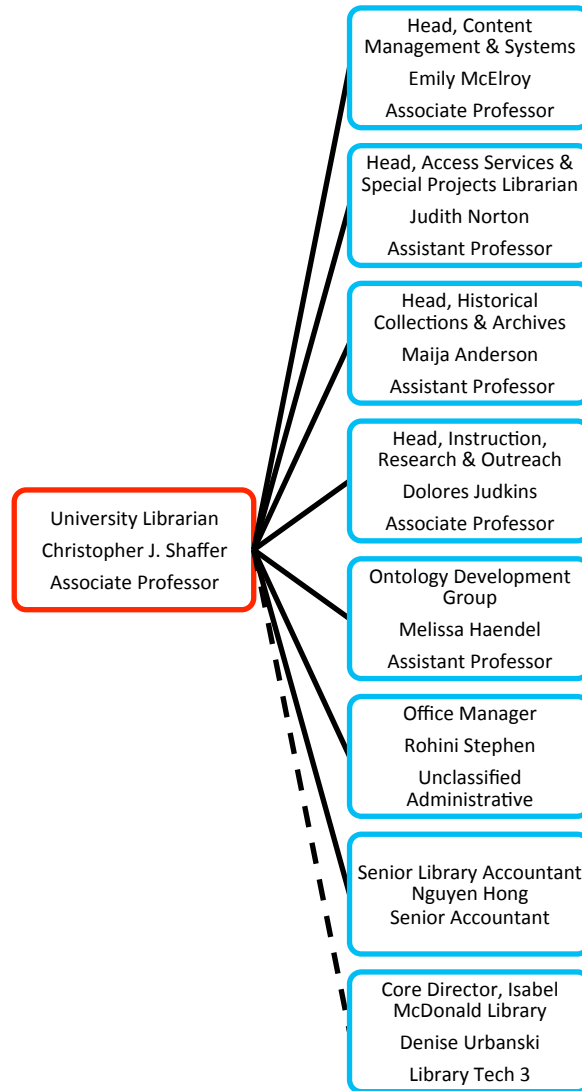 Head, Content
Management & Systems
Emily McElroy
Associate Professor
Head, Access Services &
Special Projects Librarian
Judith Norton
Assistant Professor
Head, Historical
Collections & Archives
Maija Anderson
Assistant Professor
Head, Instruction,
Research & Outreach
Dolores Judkins
Associate Professor
University Librarian
Christopher J. Shaffer
Associate Professor
Ontology Development
Group
Melissa Haendel
Assistant Professor
Office Manager
Rohini Stephen
Unclassified
Administrative
Senior Library Accountant
Nguyen Hong
Senior Accountant
Core Director, Isabel
McDonald Library
Denise Urbanski
Library Tech 3